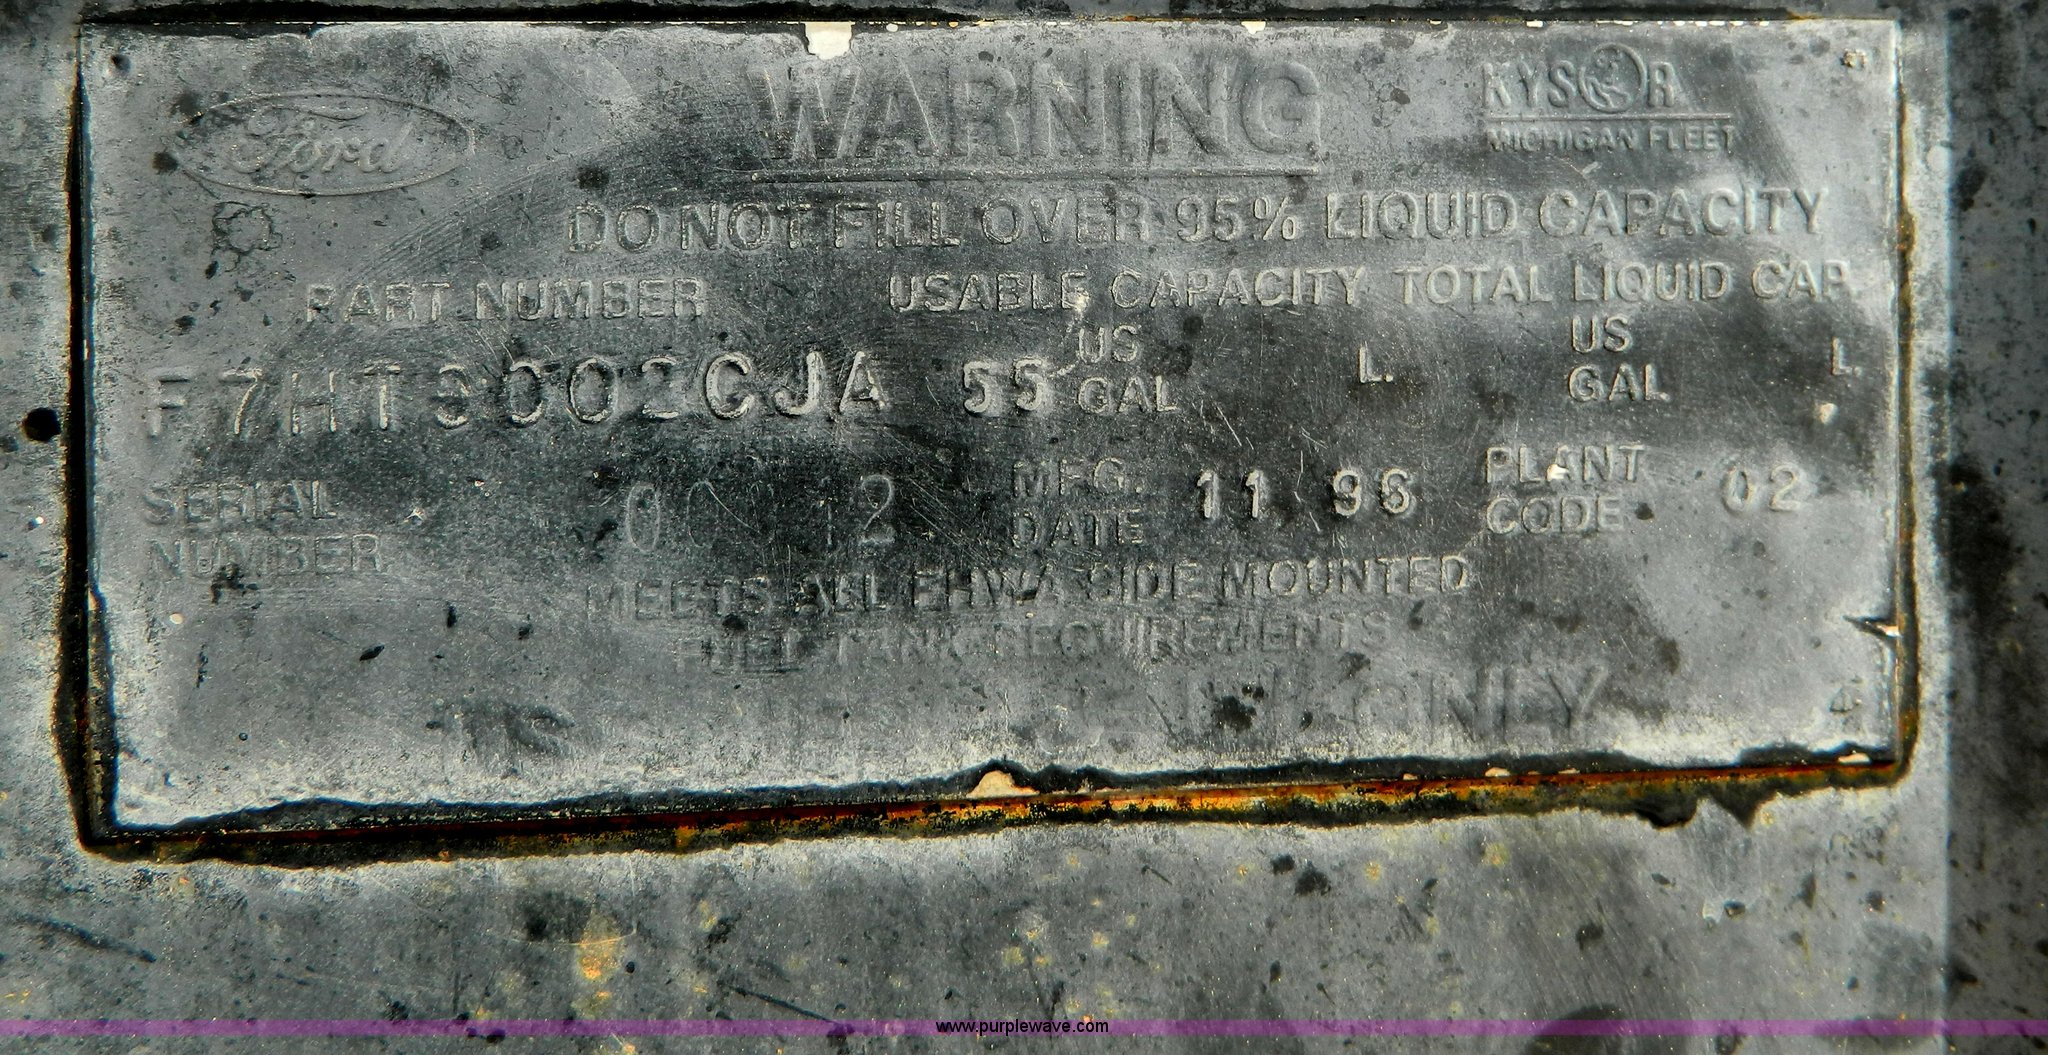 Ford
WARNING
KYSOR
MICHIGAN FLEET
DO NOT FILL OVER 95% LIQUID CAPACITY
PART NUMBER USABLE CAPACITY TOTAL LIQUID CAP.
F7HT9002CJA 55 US GAL L. US GAL L.
SERIAL NUMBER MFG. DATE 11 96 PLANT CODE 02
MEETS ALL FHWA SIDE MOUNTED
FUEL TANK REQUIREMENTS
ONLY
www.purplewave.com